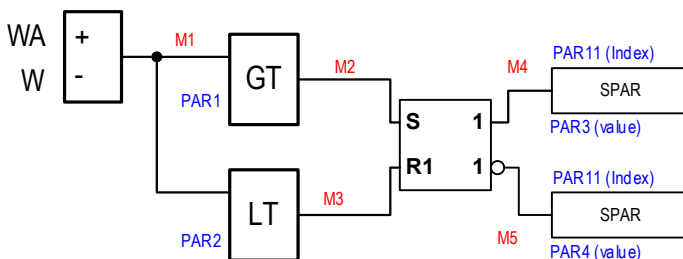 WA + M1 GT M2 M4 PAR11 (Index)
W - PAR1 SPAR
S 1 PAR3 (value)
R1 1 PAR11 (Index)
LT M3 SPAR
PAR2 M5 PAR4 (value)